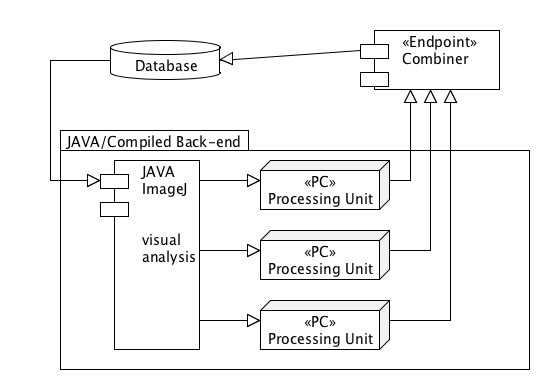 «Endpoint»
Combiner
Database
JAVA/Compiled Back-end
JAVA
ImageJ
visual
analysis
«PC»
Processing Unit
«PC»
Processing Unit
«PC»
Processing Unit